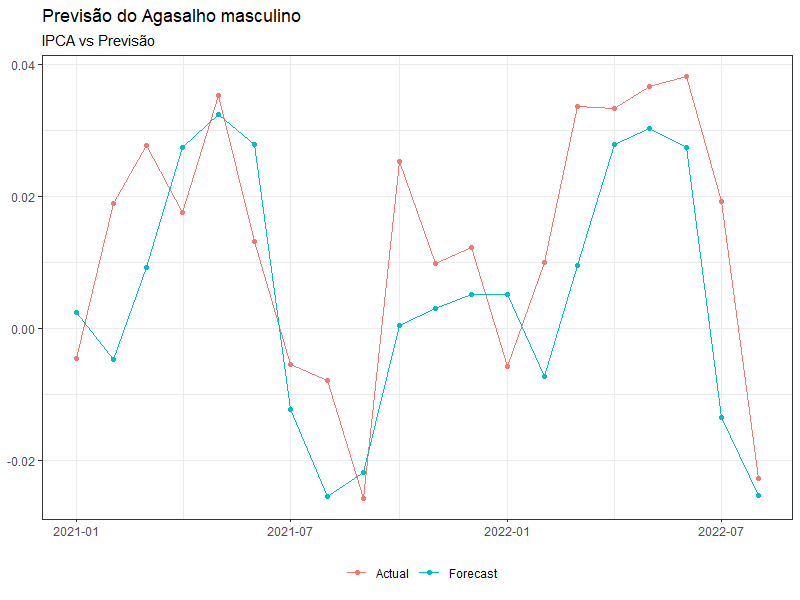 Previsão do Agasalho masculino
IPCA vs Previsão
0.04
0.02
0.00
-0.02
2021-01
2021-07
2022-01
2022-07
Actual
Forecast